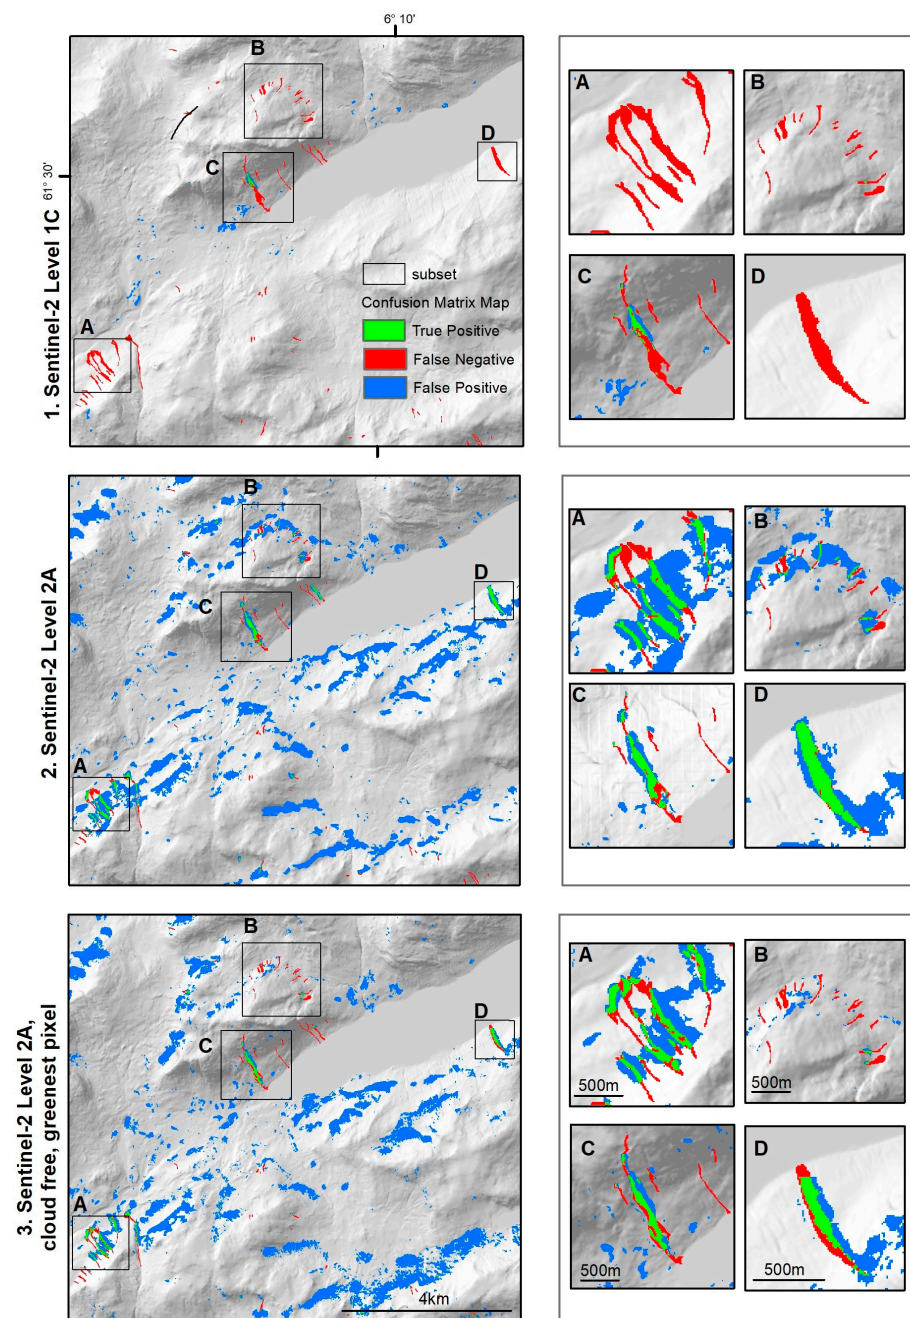 6° 10'
61° 30'
1. Sentinel-2 Level 1C
B
D
C
A
subset
Confusion Matrix Map
True Positive
False Negative
False Positive
A
B
C
D
2. Sentinel-2 Level 2A
B
D
C
A
A
B
C
D
3. Sentinel-2 Level 2A,
cloud free, greenest pixel
B
D
C
A
4km
A
500m
B
500m
C
500m
D
500m